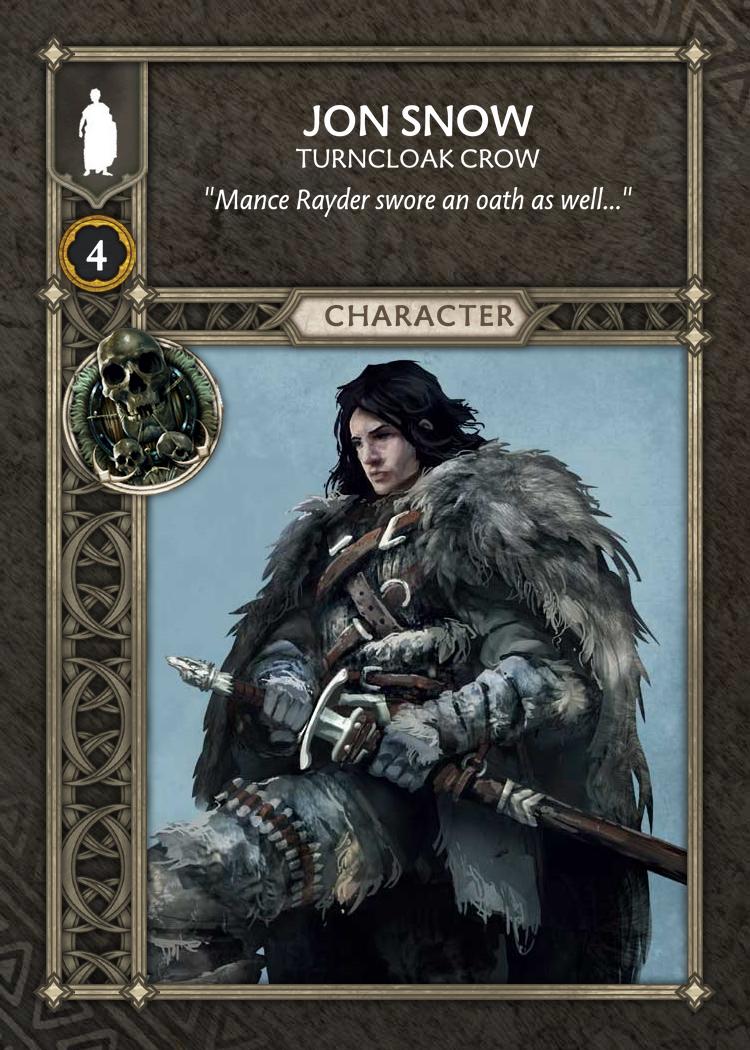 JON SNOW
TURNCLOAK CROW
"Mance Rayder swore an oath as well..."
4
CHARACTER